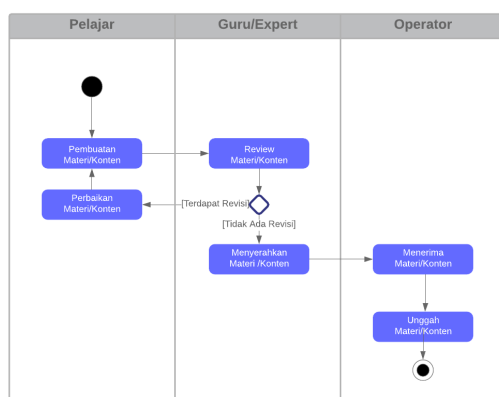 Pelajar
Guru/Expert
Operator
Pembuatan
Materi/Konten
Review
Materi/Konten
Perbaikan
Materi/Konten
[Terdapat Revisi]
[Tidak Ada Revisi]
Menyerahkan
Materi /Konten
Menerima
Materi/Konten
Unggah
Materi/Konten